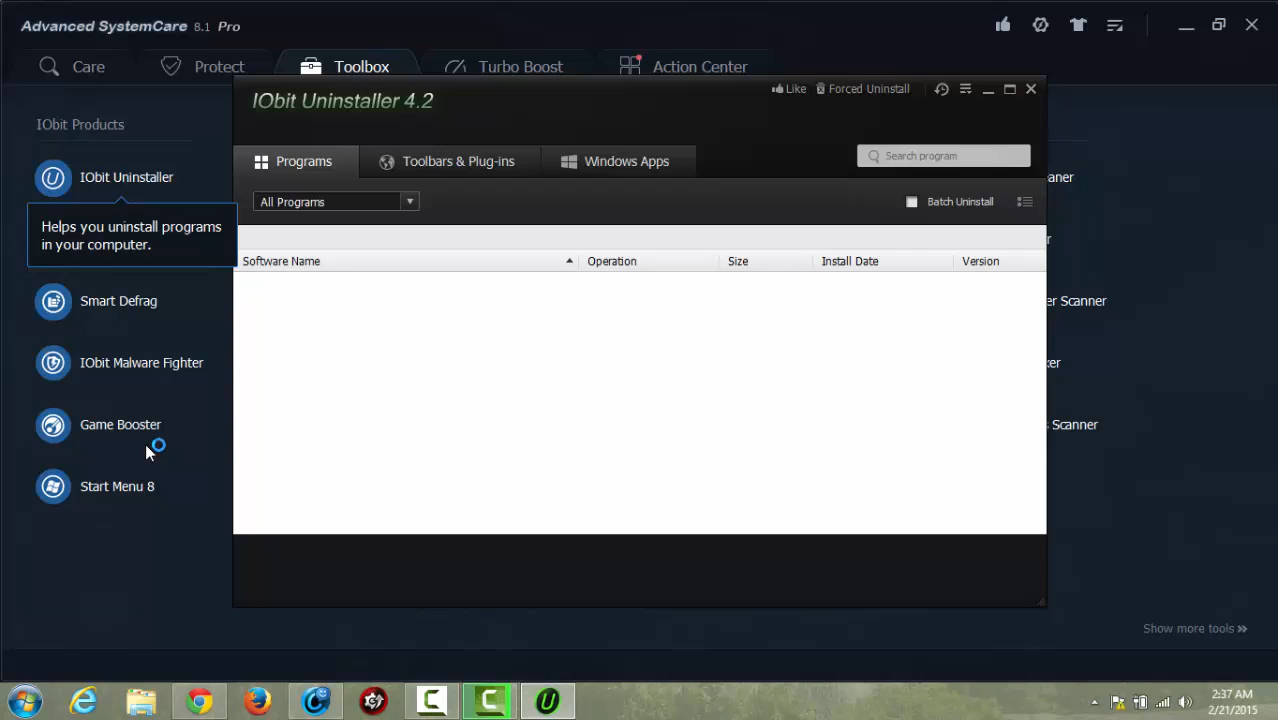 Advanced SystemCare 8.1 Pro
Care
Protect
Toolbox
Turbo Boost
Action Center
IObit Products
IObit Uninstaller
Helps you uninstall programs
in your computer.
Smart Defrag
IObit Malware Fighter
Game Booster
Start Menu 8
IObit Uninstaller 4.2
Like
Forced Uninstall
Programs
Toolbars & Plug-ins
Windows Apps
Search program
All Programs
Batch Uninstall
Software Name
Operation
Size
Install Date
Version
aner
r
er Scanner
er
s Scanner
Show more tools
2:37 AM
2/21/2015